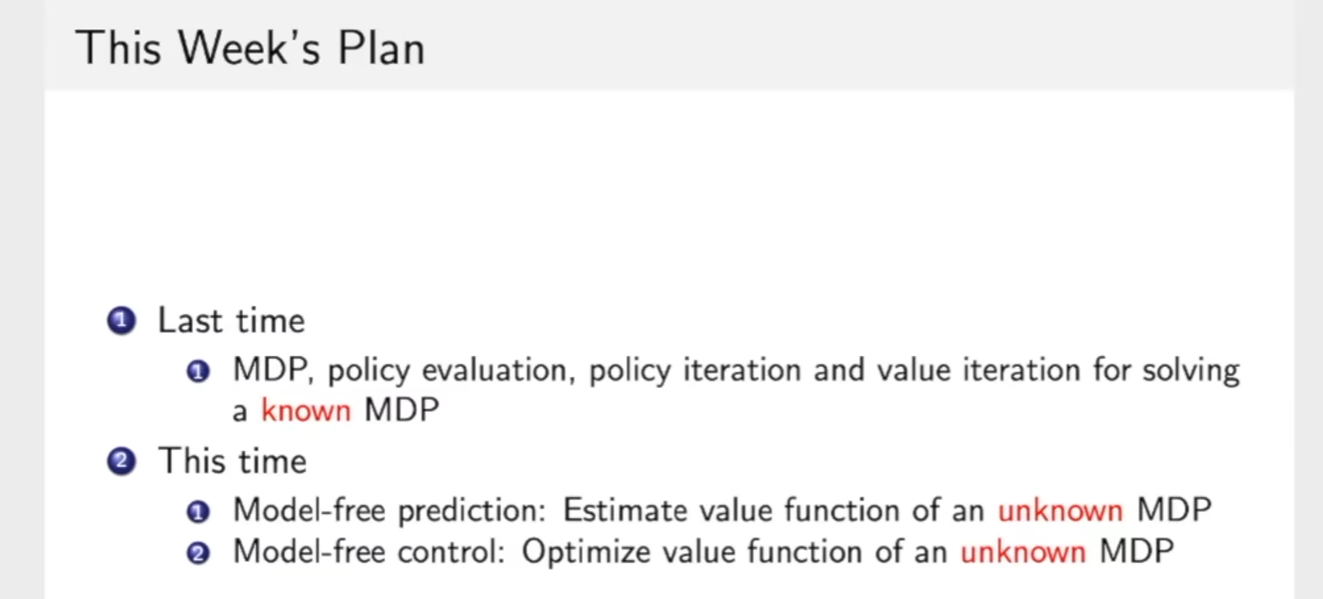 This Week's Plan
1 Last time
1 MDP, policy evaluation, policy iteration and value iteration for solving
a known MDP
2 This time
1 Model-free prediction: Estimate value function of an unknown MDP
2 Model-free control: Optimize value function of an unknown MDP